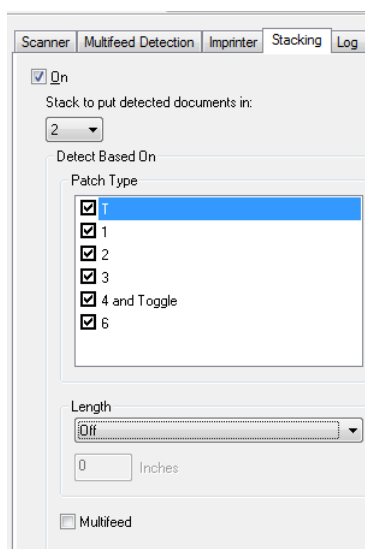 Scanner Multifeed Detection Imprinter Stacking Log
On
Stack to put detected documents in:
2
Detect Based On
Patch Type
T
1
2
3
4 and Toggle
6
Length
Off
0 Inches
Multifeed